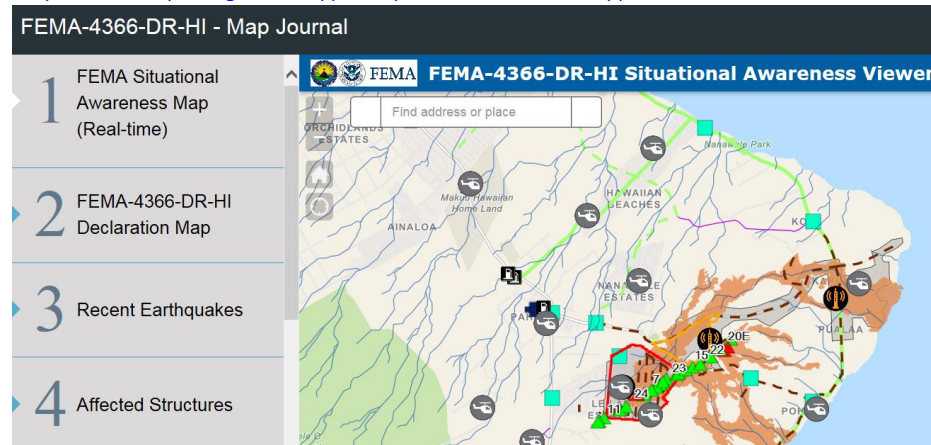 FEMA-4366-DR-HI - Map Journal
1
FEMA Situational
Awareness Map
(Real-time)
2
FEMA-4366-DR-HI
Declaration Map
3
Recent Earthquakes
4
Affected Structures
FEMA
FEMA-4366-DR-HI Situational Awareness Viewer
+
Find address or place
ORCHIDLANDS
ESTATES
Nanawale Park
Hawaiian
Home Land
HAWAIIAN
BEACHES
AINALOA
ESTATES
PUALAA
20E
22
15
23
7
24
11